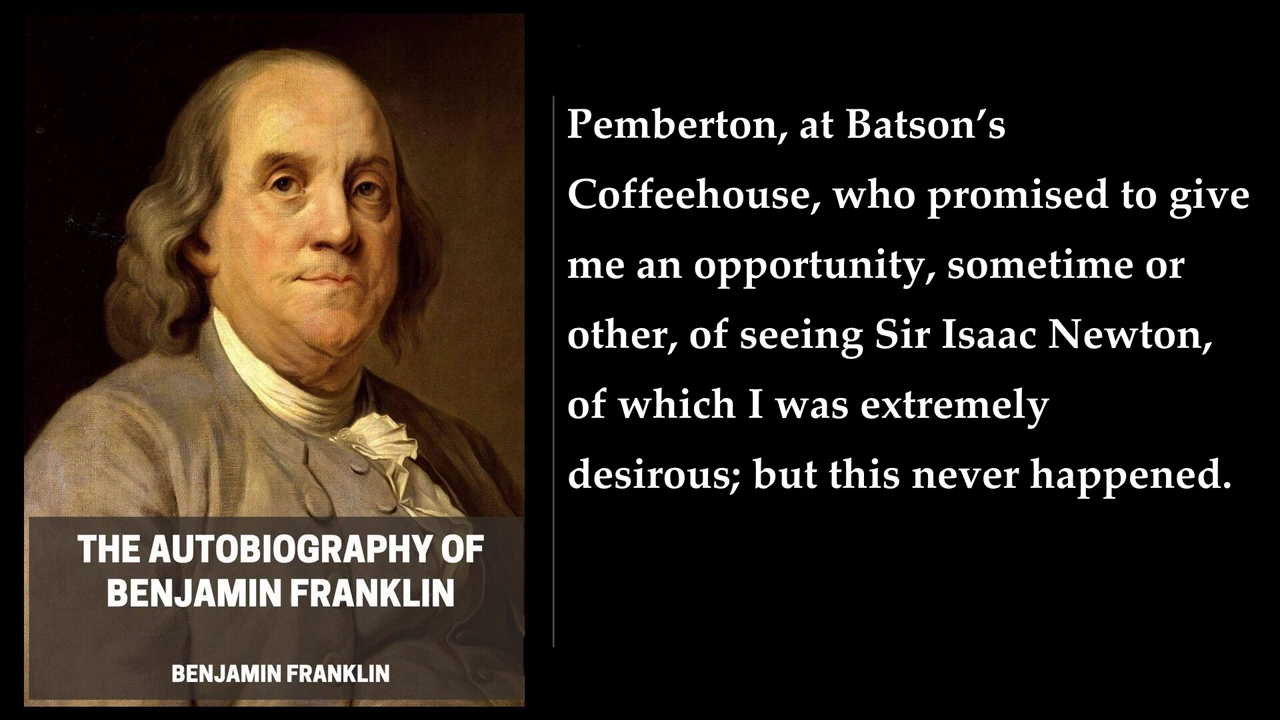 Pemberton, at Batson’s
Coffeehouse, who promised to give
me an opportunity, sometime or
other, of seeing Sir Isaac Newton,
of which I was extremely
desirous; but this never happened.
THE AUTOBIOGRAPHY OF
BENJAMIN FRANKLIN
BENJAMIN FRANKLIN